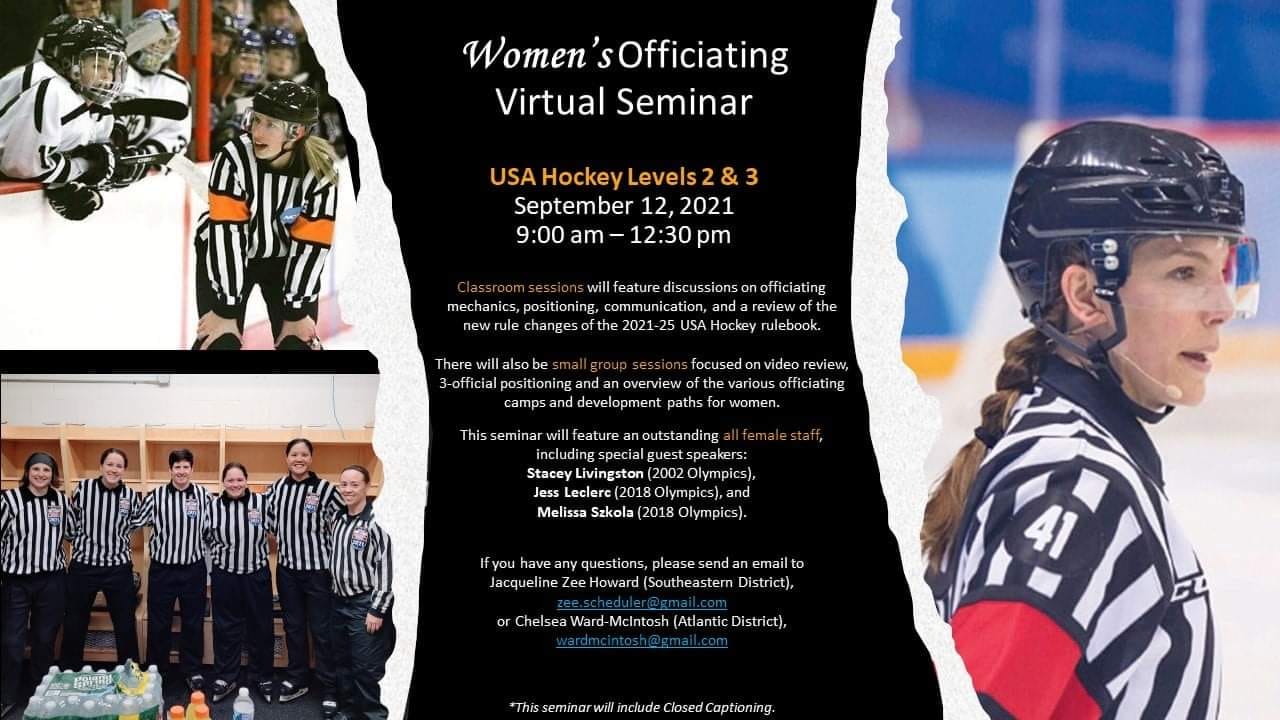 Women's Officiating
Virtual Seminar
USA Hockey Levels 2 & 3
September 12, 2021
9:00 am – 12:30 pm
Classroom sessions will feature discussions on officiating
mechanics, positioning, communication, and a review of the
new rule changes of the 2021-25 USA Hockey rulebook.
There will also be small group sessions focused on video review,
3-official positioning and an overview of the various officiating
camps and development paths for women.
This seminar will feature an outstanding all female staff,
including special guest speakers:
Stacey Livingston (2002 Olympics),
Jess Leclerc (2018 Olympics), and
Melissa Szkola (2018 Olympics).
If you have any questions, please send an email to
Jacqueline Zee Howard (Southeastern District),
zee.scheduler@gmail.com
or Chelsea Ward-McIntosh (Atlantic District),
wardmcintosh@gmail.com
*This seminar will include Closed Captioning.
41
Poland Spring